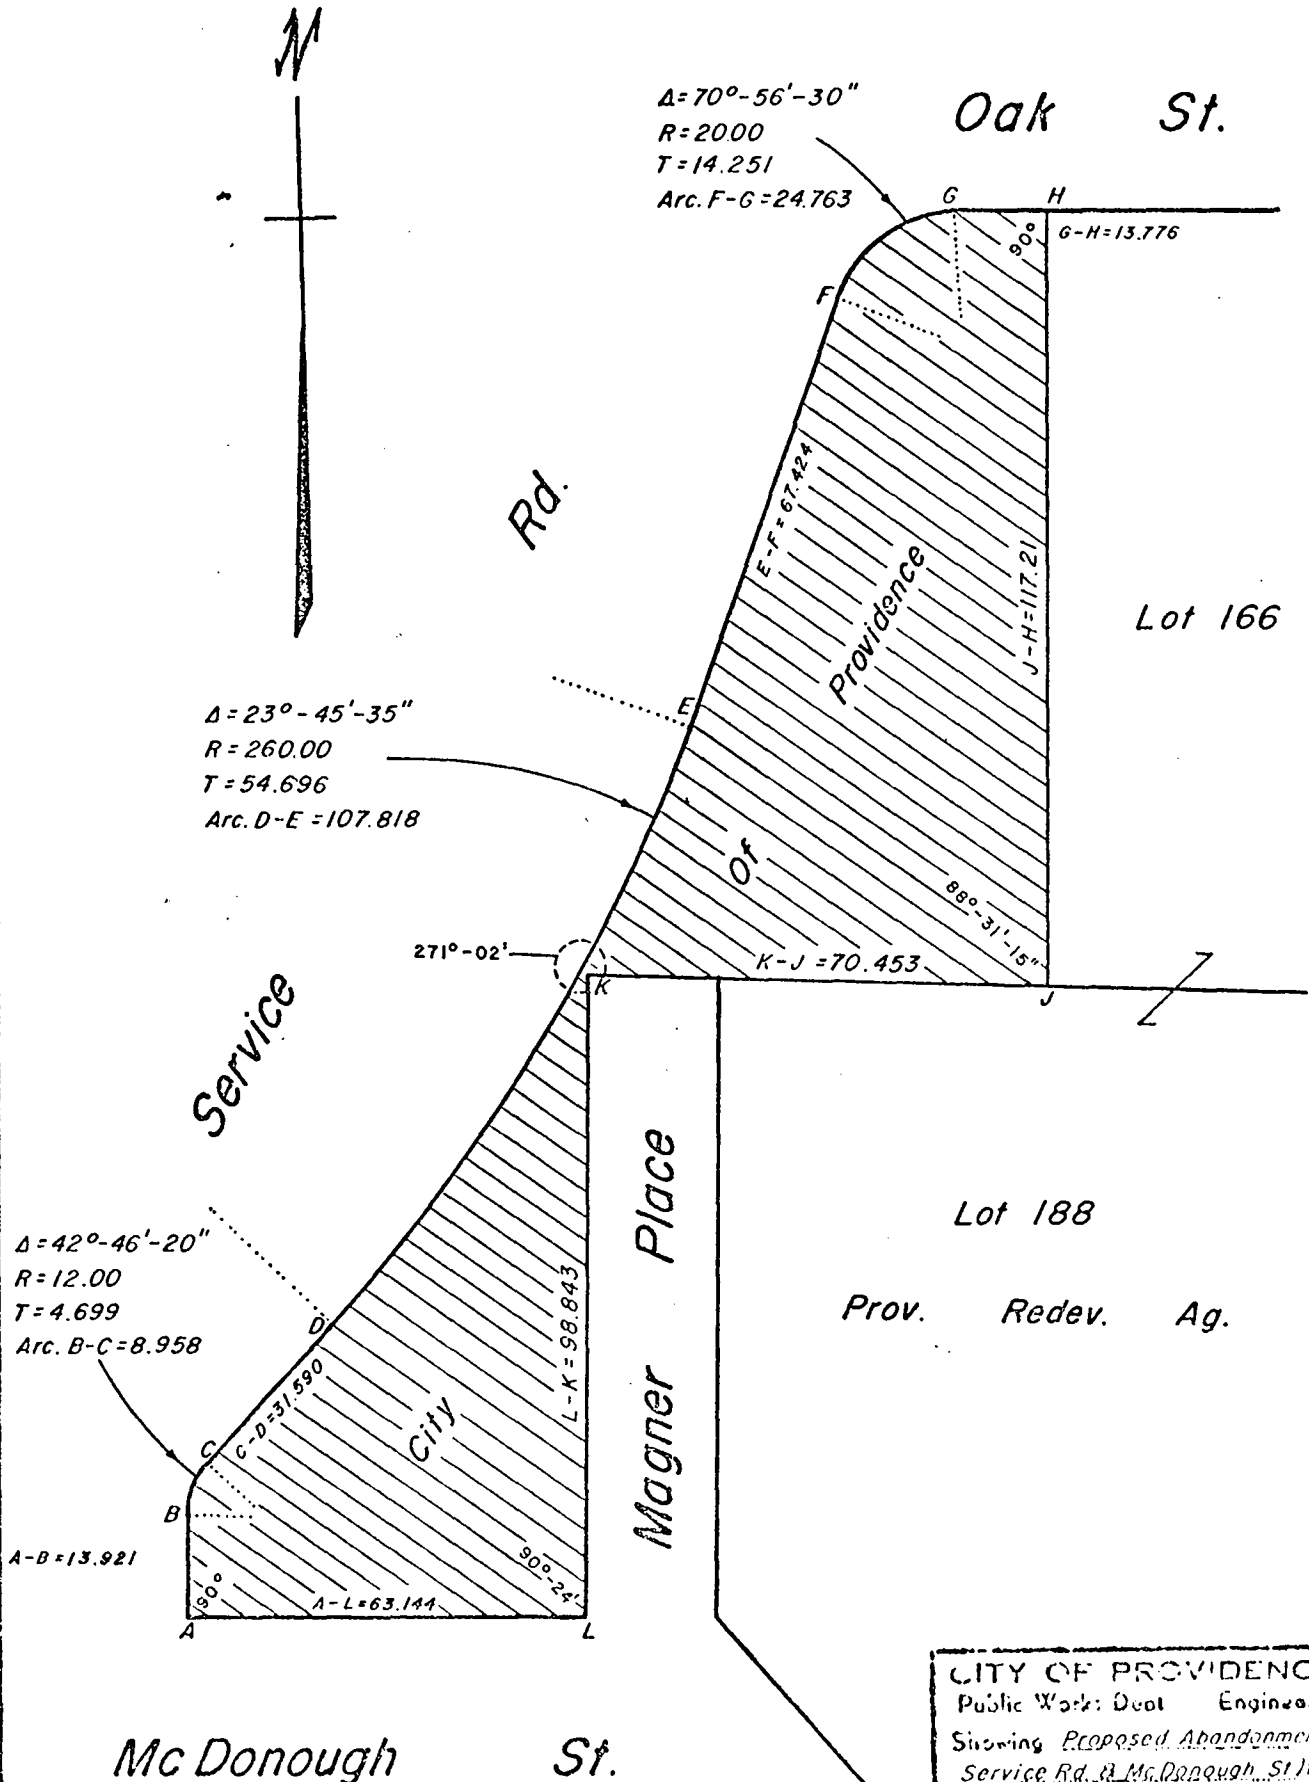 N
Δ=70°-56'-30"
R=20.00
T=14.251
Arc. F-G=24.763
Oak St.
G H
90° G-H=13.776
F
E-F=67.424
Rd.
Providence
J-H=117.21
Lot 166
E
Δ=23°-45'-35"
R=260.00
T=54.696
Arc. D-E=107.818
Of
88°-31'-15"
271°-02'
K-J=70.453
K
J
Service
Δ=42°-46'-20"
R=12.00
T=4.699
Arc. B-C=8.958
D
C-D=31.590
L-K=98.843
Magner Place
Lot 188
Prov. Redev. Ag.
City
C
B
A-B=13.921
90°
A-L=63.144
90°-24'
A
L
Mc Donough St.
CITY OF PROVIDENC
Public Works Dept Enginee
Showing Proposed Abandonmen
Service Rd. & McDonough St.